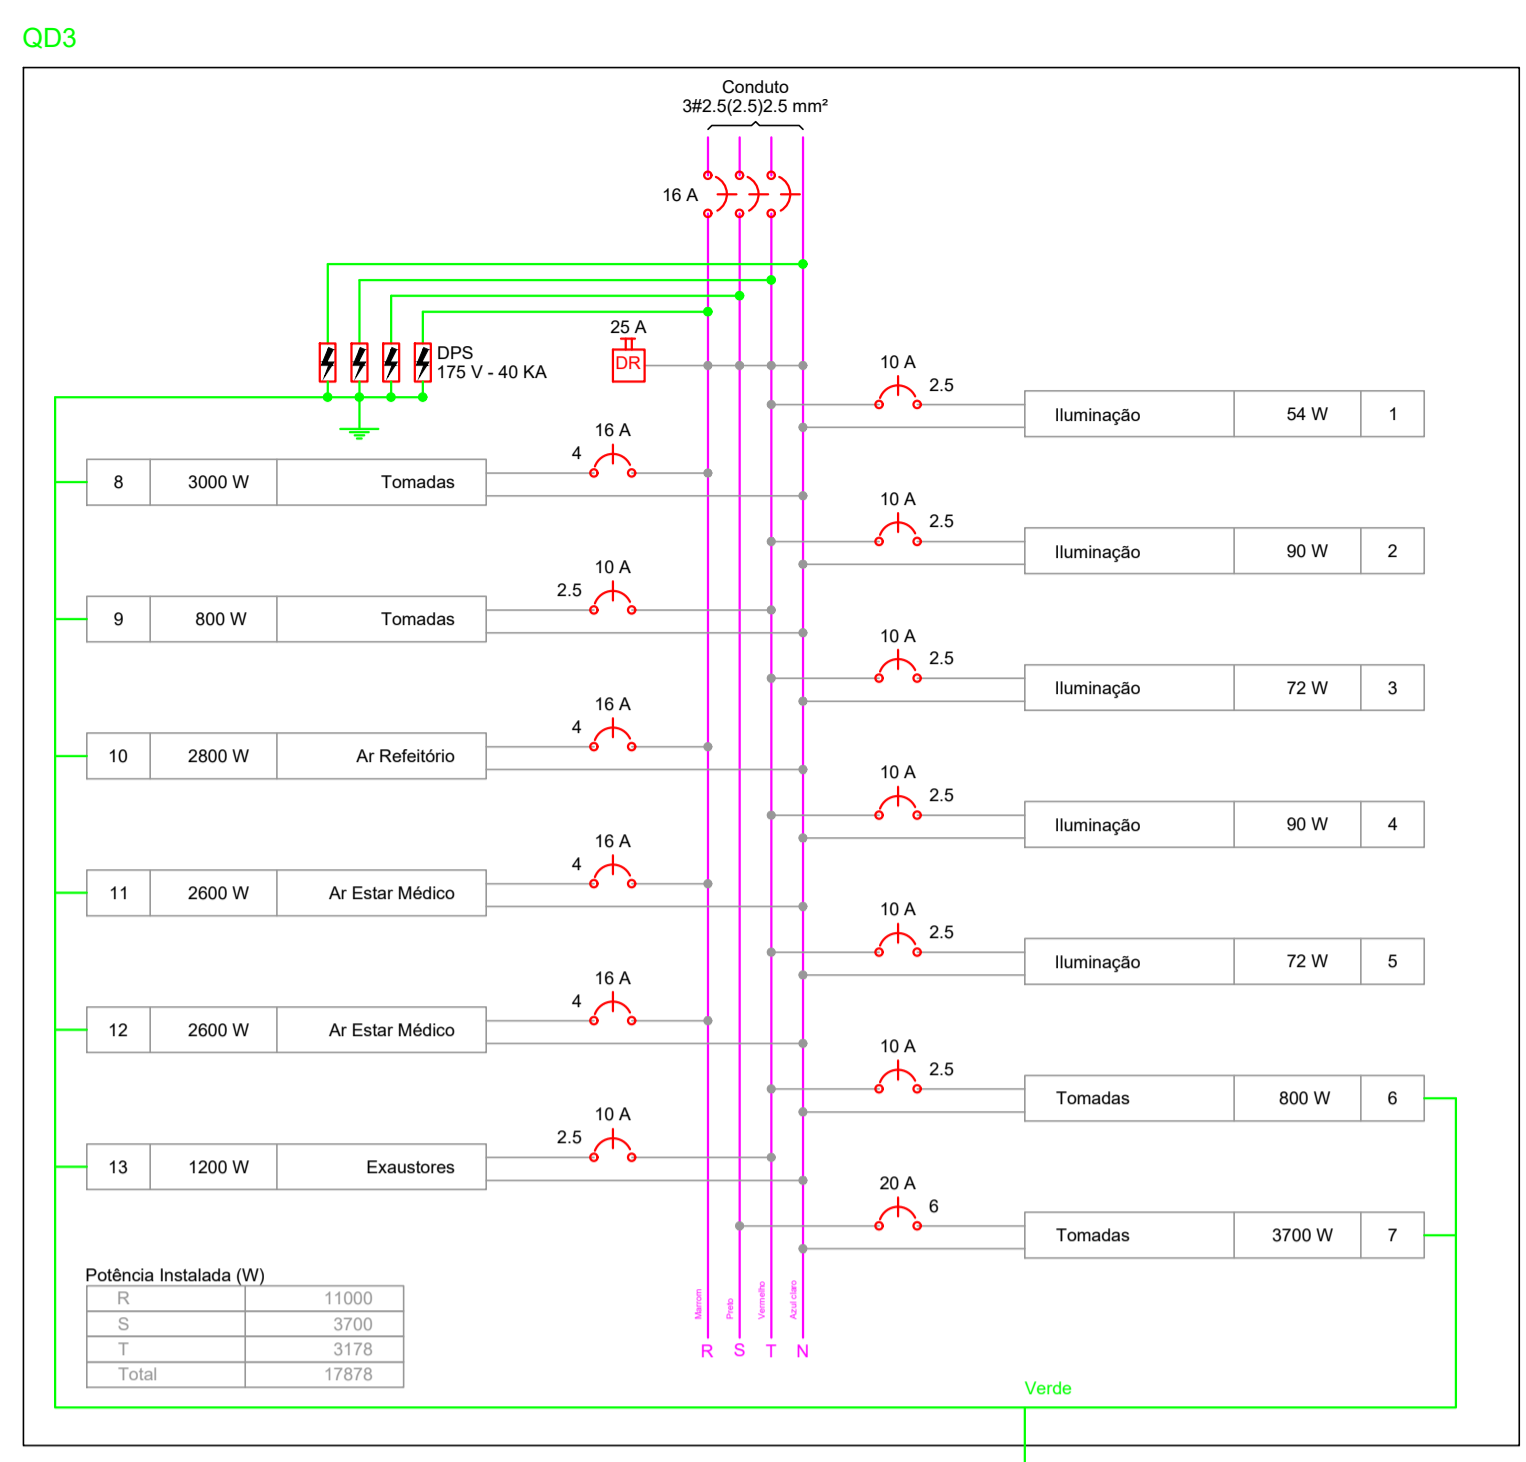 QD3
Conduto
3#2.5(2.5)2.5 mm²
16 A
DPS
175 V - 40 KA
25 A
DR
10 A
2.5
Iluminação 54 W 1
16 A
4
8 3000 W Tomadas
10 A
2.5
Iluminação 90 W 2
10 A
2.5
9 800 W Tomadas
10 A
2.5
Iluminação 72 W 3
16 A
4
10 2800 W Ar Refeitório
10 A
2.5
Iluminação 90 W 4
16 A
4
11 2600 W Ar Estar Médico
10 A
2.5
Iluminação 72 W 5
16 A
4
12 2600 W Ar Estar Médico
10 A
2.5
Tomadas 800 W 6
10 A
2.5
13 1200 W Exaustores
20 A
6
Tomadas 3700 W 7
Potência Instalada (W)
R 11000
S 3700
T 3178
Total 17878
Marrom
Preto
Vermelho
Azul claro
R S T N
Verde